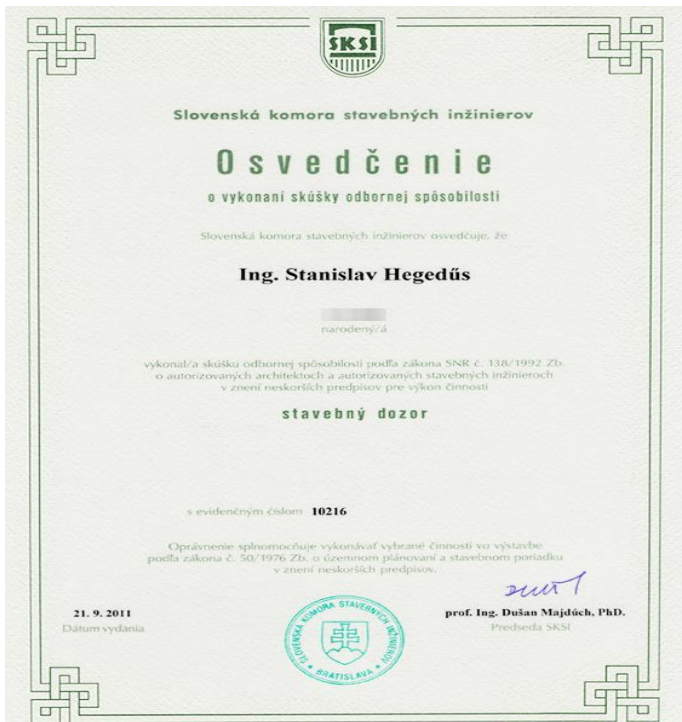 SKSI
Slovenská komora stavebných inžinierov
Osvedčenie
o vykonaní skúšky odbornej spôsobilosti
Slovenská komora stavebných inžinierov osvedčuje, že
Ing. Stanislav Hegedűs
narodený/á
vykonal/a skúšku odbornej spôsobilosti podľa zákona SNR č. 138/1992 Zb.
o autorizovaných architektoch a autorizovaných stavebných inžinieroch
v znení neskorších predpisov pre výkon činnosti
stavebný dozor
s evidenčným číslom 10216
Oprávnenie splnomocňuje vykonávať vybrané činnosti vo výstavbe
podľa zákona č. 50/1976 Zb. o územnom plánovaní a stavebnom poriadku
v znení neskorších predpisov.
21. 9. 2011
Dátum vydania
SLOVENSKÁ KOMORA STAVEBNÝCH INŽINIEROV
• BRATISLAVA •
prof. Ing. Dušan Majdúch, PhD.
Predseda SKSI